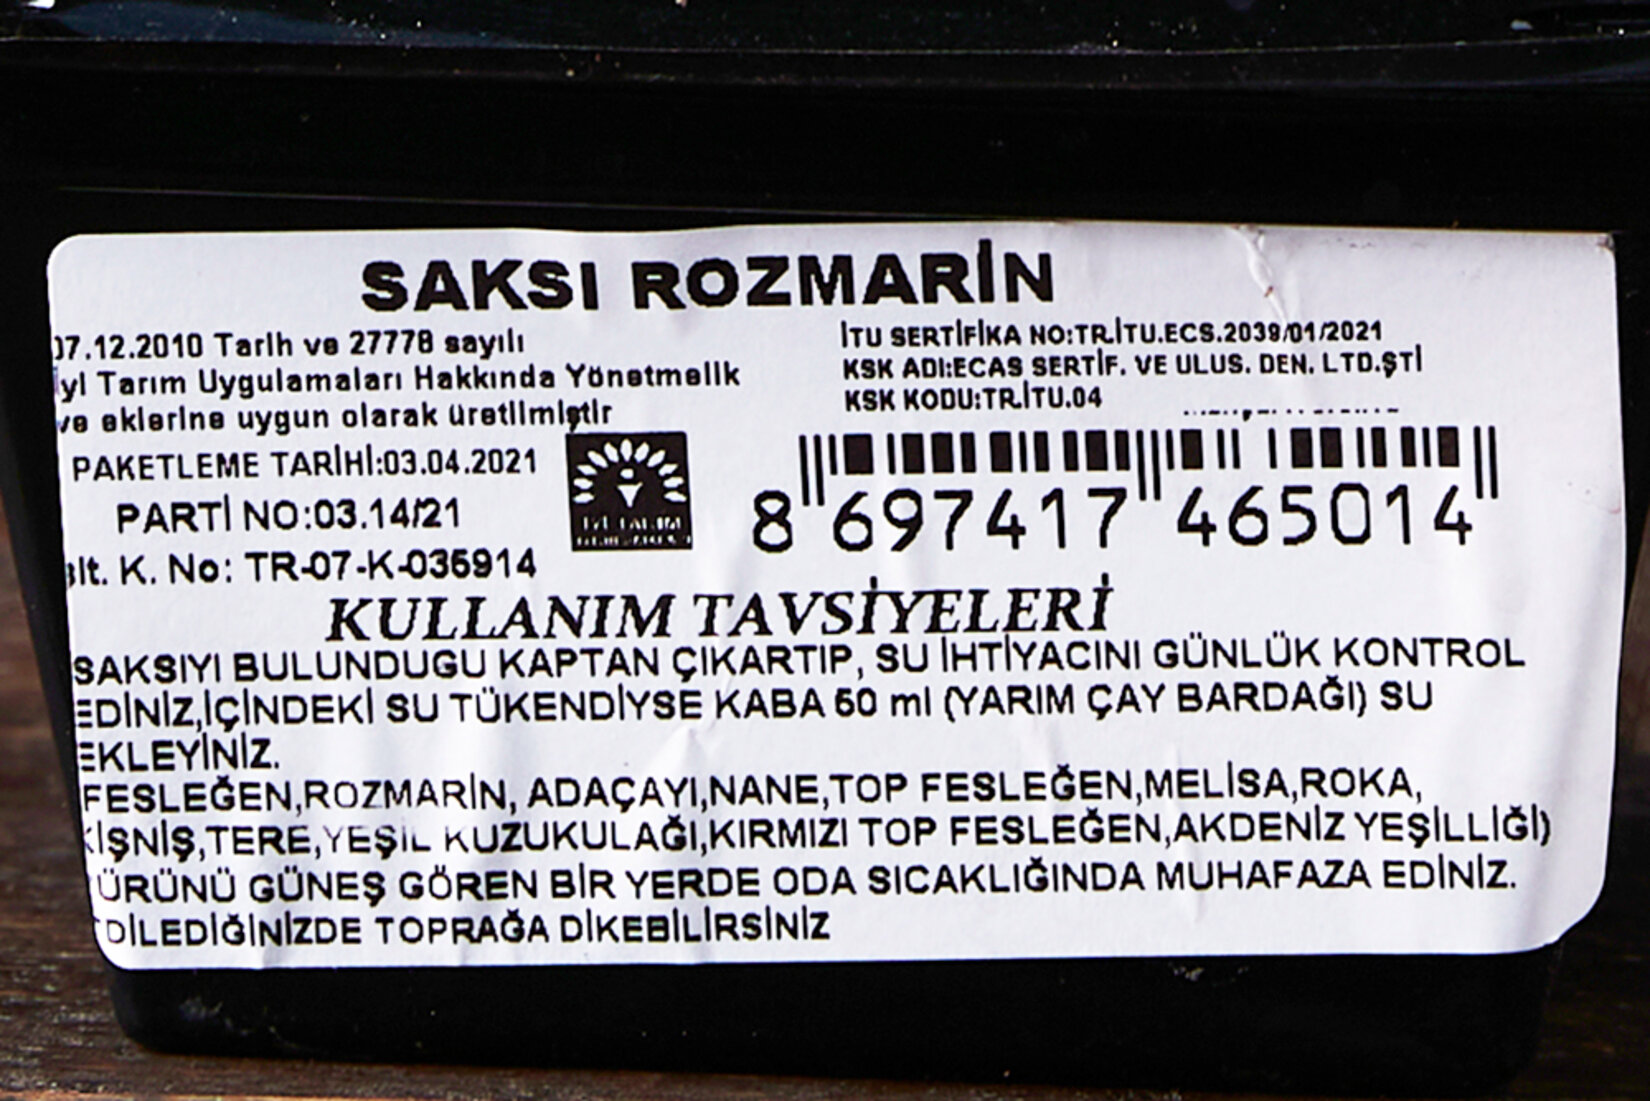 SAKSI ROZMARİN
07.12.2010 Tarih ve 27778 sayılı
İyi Tarım Uygulamaları Hakkında Yönetmelik
ve eklerine uygun olarak üretilmiştir
PAKETLEME TARİHİ:03.04.2021
PARTİ NO:03.14/21
Blt. K. No: TR-07-K-035914
İTU SERTİFİKA NO:TR.İTU.ECS.2039/01/2021
KSK ADI:ECAS SERTİF. VE ULUS. DEN. LTD.ŞTİ
KSK KODU:TR.İTU.04
İYİ TARIM
8 697417 465014
KULLANIM TAVSİYELERİ
SAKSIYI BULUNDUGU KAPTAN ÇIKARTIP, SU İHTİYACINI GÜNLÜK KONTROL
EDİNİZ,İÇİNDEKİ SU TÜKENDİYSE KABA 50 ml (YARIM ÇAY BARDAĞI) SU
EKLEYİNİZ.
FESLEĞEN,ROZMARİN, ADAÇAYI,NANE,TOP FESLEĞEN,MELİSA,ROKA,
KİŞNİŞ,TERE,YEŞİL KUZUKULAĞI,KIRMIZI TOP FESLEĞEN,AKDENİZ YEŞİLLİĞİ)
ÜRÜNÜ GÜNEŞ GÖREN BİR YERDE ODA SICAKLIĞINDA MUHAFAZA EDİNİZ.
DİLEDİĞİNİZDE TOPRAĞA DİKEBİLİRSİNİZ